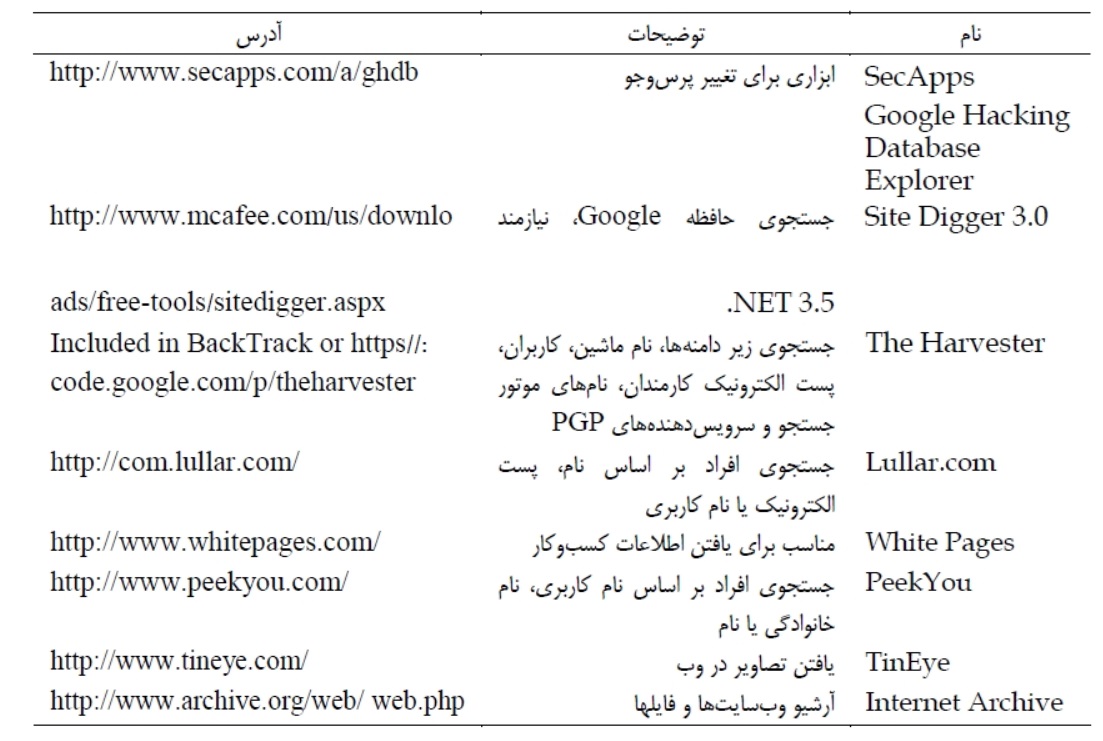 نام توضیحات آدرس
SecApps ابزاری برای تغییر پرس‌وجو http://www.secapps.com/a/ghdb
Google Hacking
Database
Explorer
Site Digger 3.0 جستجوی حافظه Google، نیازمند http://www.mcafee.com/us/downlo
.NET 3.5 ads/free-tools/sitedigger.aspx
The Harvester جستجوی زیر دامنه‌ها، نام ماشین، کاربران، Included in BackTrack or https//:
پست الکترونیک کارمندان، نام‌های موتور code.google.com/p/theharvester
جستجو و سرویس‌دهنده‌های PGP
Lullar.com جستجوی افراد بر اساس نام، پست http://com.lullar.com/
الکترونیک یا نام کاربری
White Pages مناسب برای یافتن اطلاعات کسب‌وکار http://www.whitepages.com/
PeekYou جستجوی افراد بر اساس نام کاربری، نام http://www.peekyou.com/
خانوادگی یا نام
TinEye یافتن تصاویر در وب http://www.tineye.com/
Internet Archive آرشیو وب‌سایت‌ها و فایلها http://www.archive.org/web/ web.php